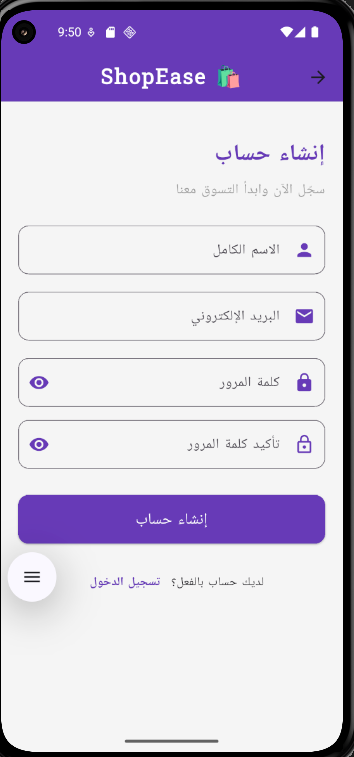 9:50
ShopEase 🛍️
إنشاء حساب
سجّل الآن وابدأ التسوق معنا
الاسم الكامل
البريد الإلكتروني
كلمة المرور
تأكيد كلمة المرور
إنشاء حساب
لديك حساب بالفعل؟ تسجيل الدخول